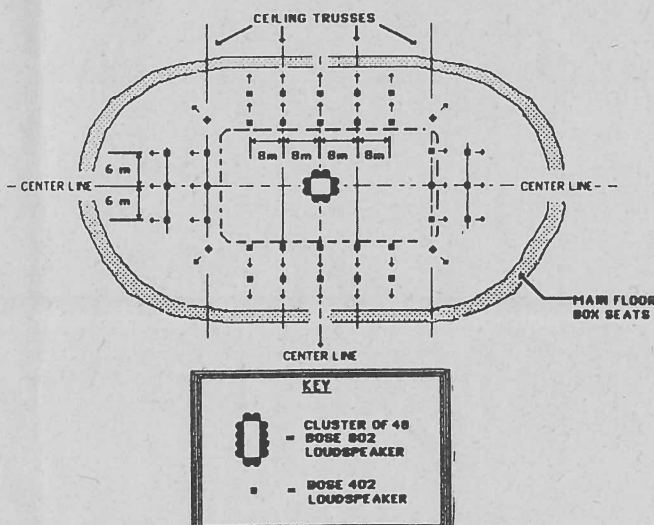 CEILING TRUSSES
8m 8m 8m 8m
6 m
CENTER LINE
CENTER LINE
6 m
MAIN FLOOR
BOX SEATS
CENTER LINE
KEY
= CLUSTER OF 48
BOSE 802
LOUDSPEAKER
= BOSE 402
LOUDSPEAKER